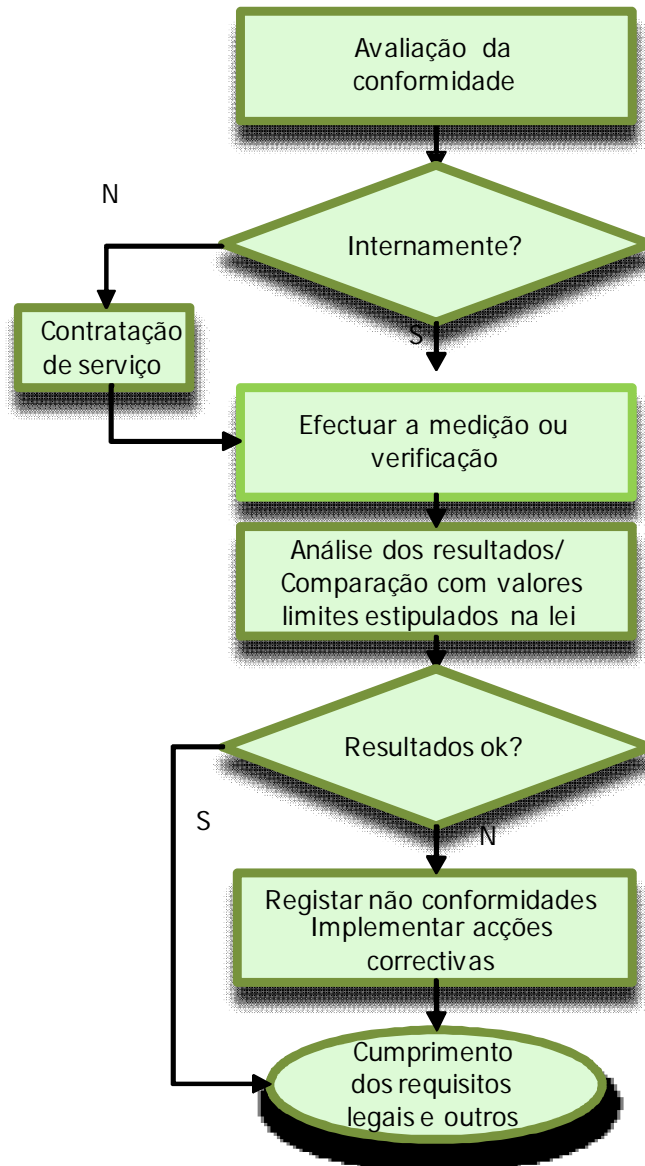 Avaliação da
conformidade
N
Internamente?
S
Contratação
de serviço
Efectuar a medição ou
verificação
Análise dos resultados/
Comparação com valores
limites estipulados na lei
Resultados ok?
S
N
Registar não conformidades
Implementar acções
correctivas
Cumprimento
dos requisitos
legais e outros